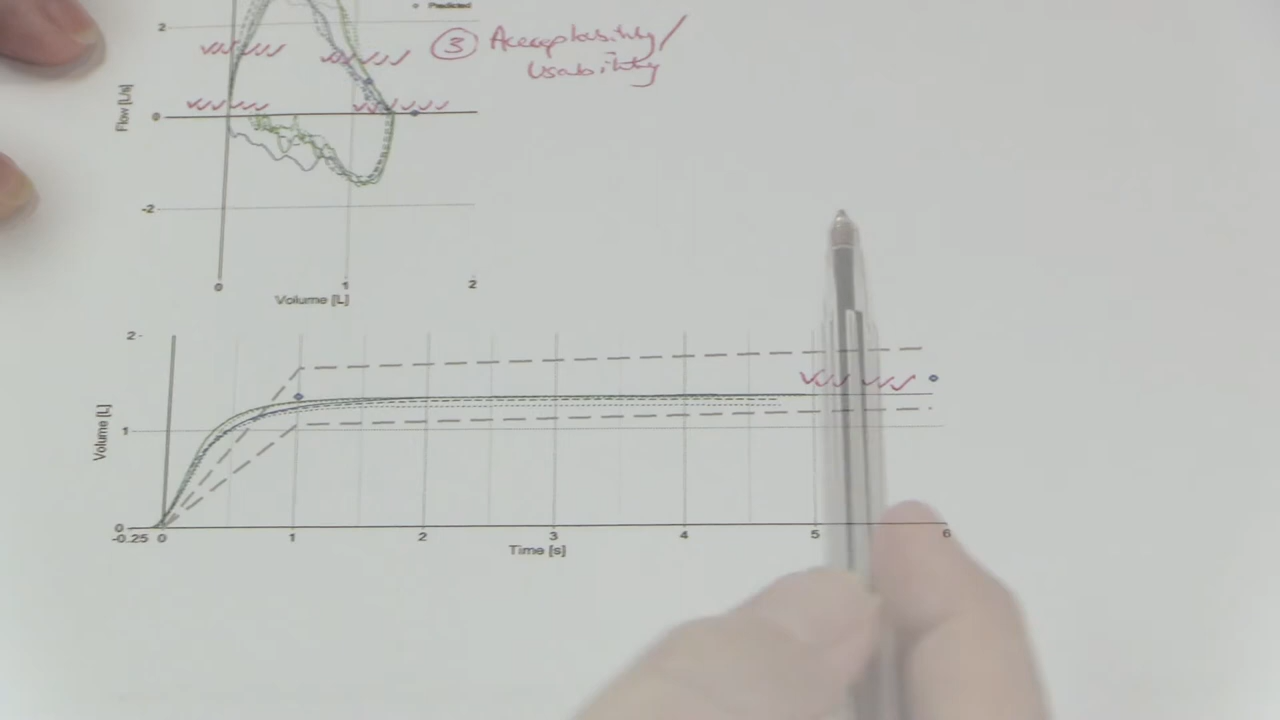 Predicted
2
③ Acceptability/
Usability
Flow [L/s]
0
-2
0 1 2
Volume [L]
2
Volume [L]
1
0
-0.25 0 1 2 3 4 5 6
Time [s]